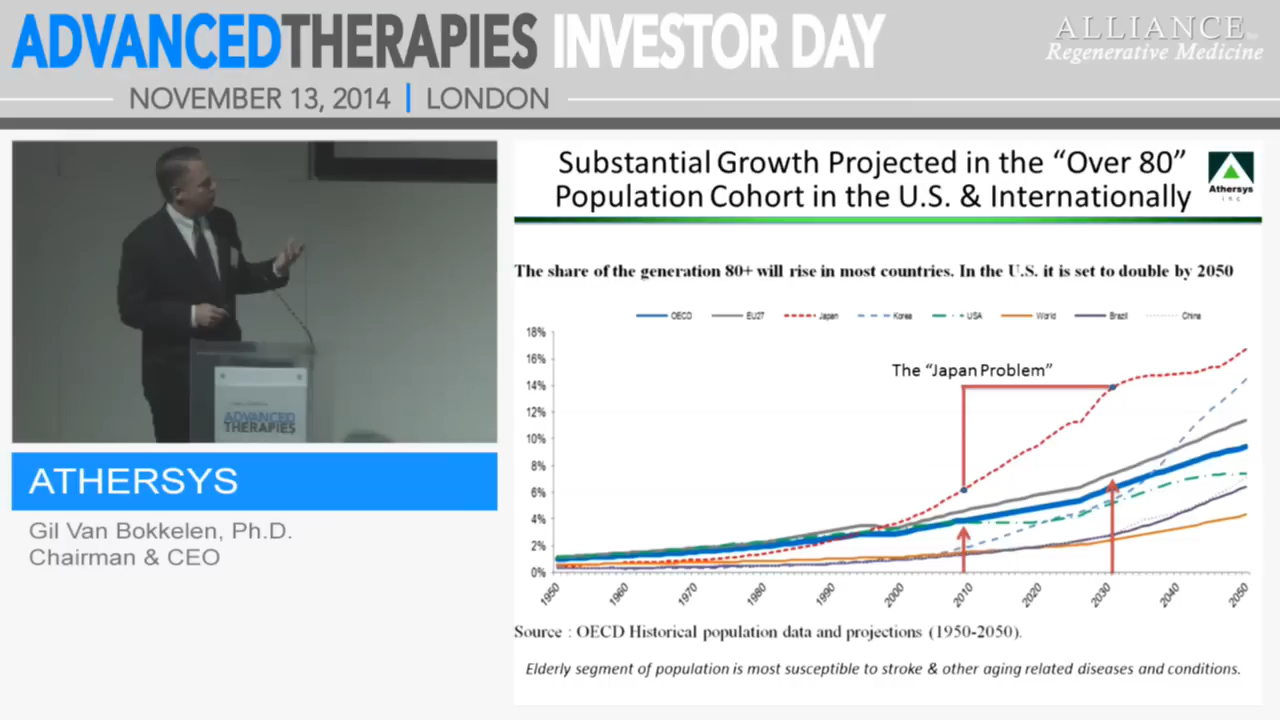 ADVANCEDTHERAPIES INVESTOR DAY
NOVEMBER 13, 2014 | LONDON
ALLIANCE for
Regenerative Medicine
ADVANCED
THERAPIES
ATHERSYS
Gil Van Bokkelen, Ph.D.
Chairman & CEO
Substantial Growth Projected in the “Over 80”
Population Cohort in the U.S. & Internationally
Athersys
inc
The share of the generation 80+ will rise in most countries. In the U.S. it is set to double by 2050
OECD EU27 Japan Korea USA World Brazil China
The “Japan Problem”
18%
16%
14%
12%
10%
8%
6%
4%
2%
0%
1950 1960 1970 1980 1990 2000 2010 2020 2030 2040 2050
Source : OECD Historical population data and projections (1950-2050).
Elderly segment of population is most susceptible to stroke & other aging related diseases and conditions.